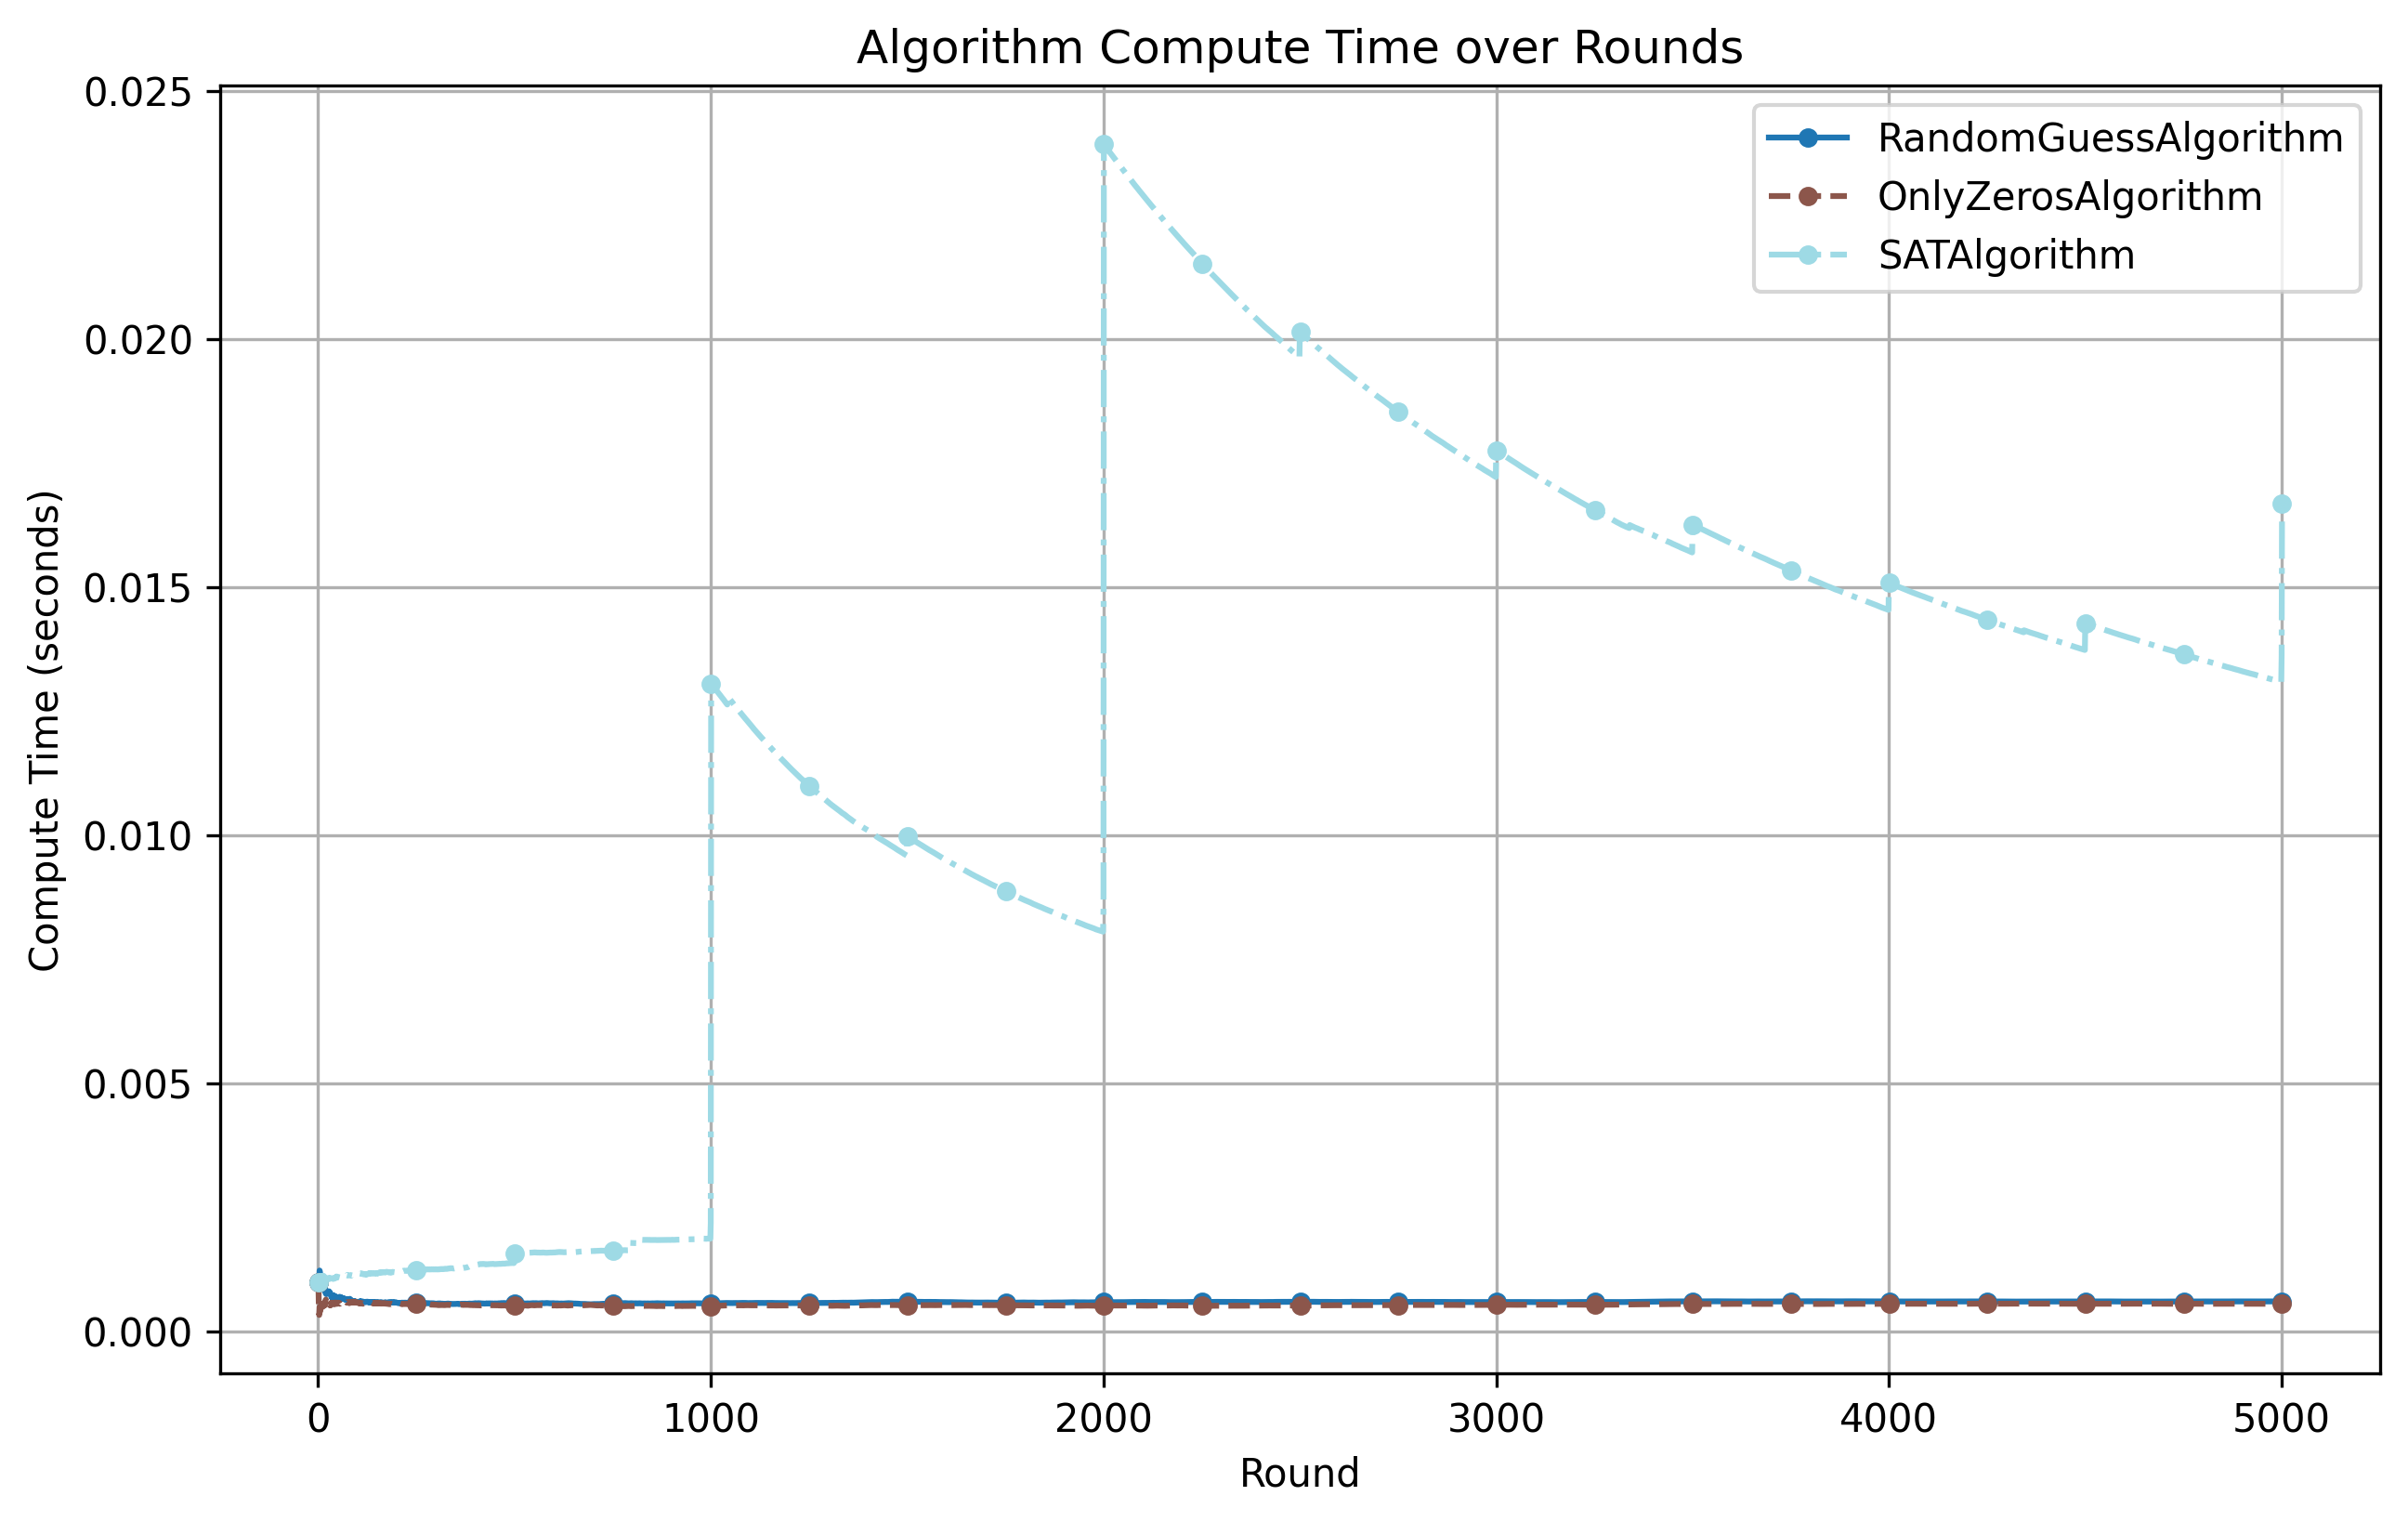 Algorithm Compute Time over Rounds
RandomGuessAlgorithm
OnlyZerosAlgorithm
SATAlgorithm
Compute Time (seconds)
0.025
0.020
0.015
0.010
0.005
0.000
0 1000 2000 3000 4000 5000
Round